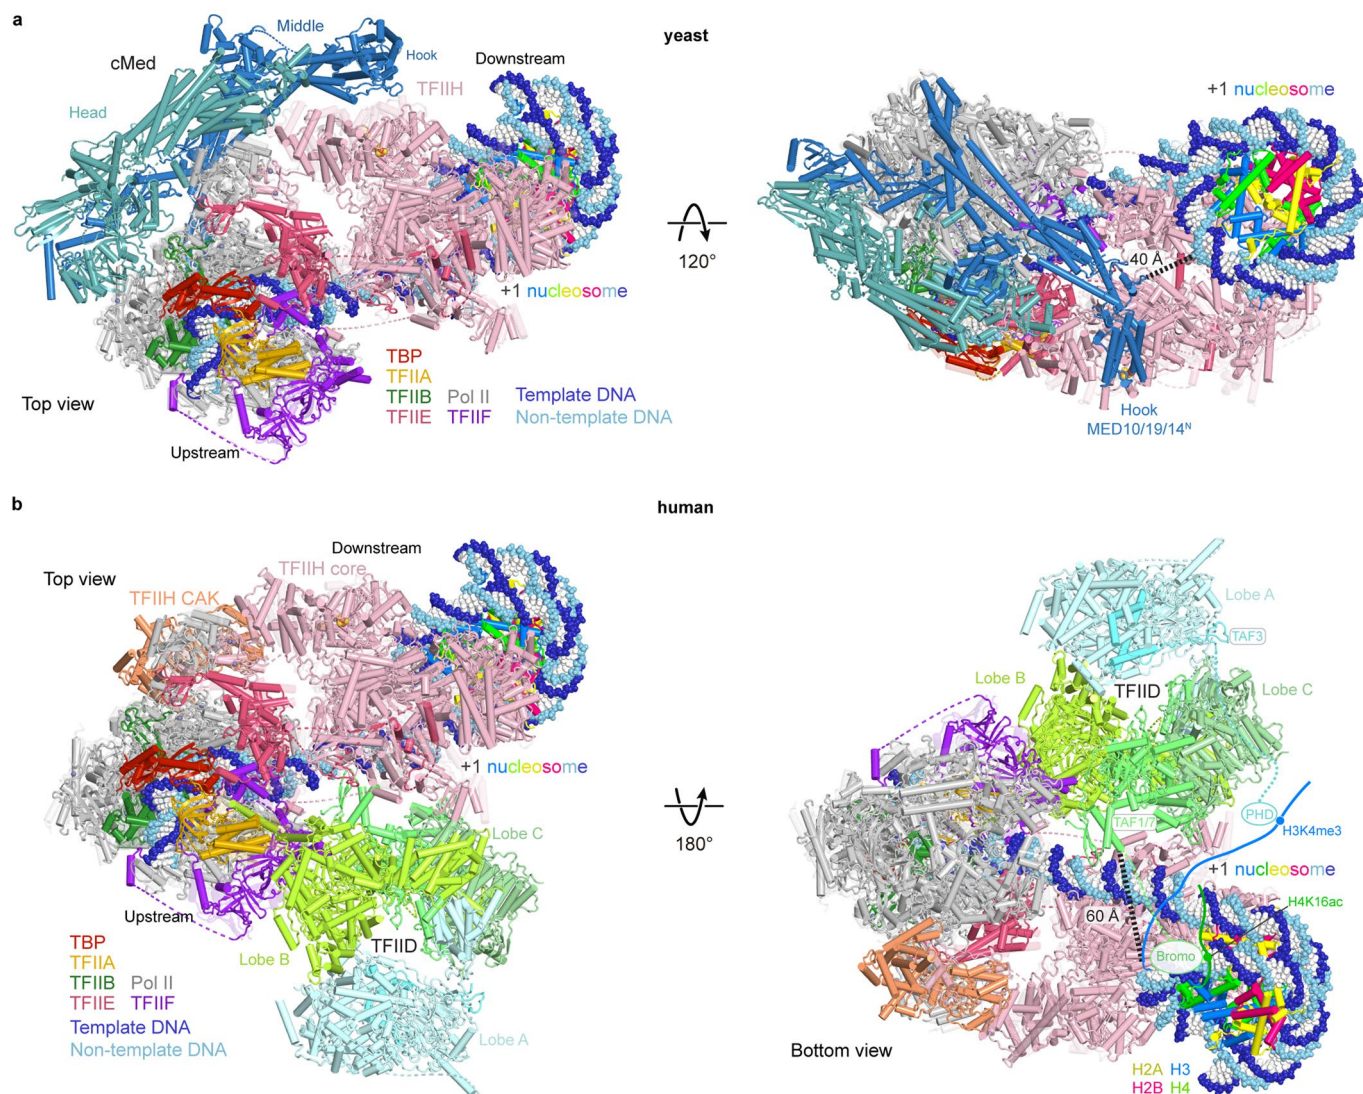 a
yeast
Middle
cMed
Hook
Downstream
TFIIH
Head
+1 nucleosome
TBP
TFIIA
TFIIB Pol II
TFIIE TFIIF
Template DNA
Non-template DNA
Top view
Upstream
120°
+1 nucleosome
40 Å
Hook
MED10/19/14ᴺ
b
human
Top view
Downstream
TFIIH core
TFIIH CAK
+1 nucleosome
Lobe C
Upstream
TFIID
Lobe B
Lobe A
TBP
TFIIA
TFIIB Pol II
TFIIE TFIIF
Template DNA
Non-template DNA
180°
Lobe A
TAF3
Lobe B
TFIID
Lobe C
TAF1/7
PHD
H3K4me3
+1 nucleosome
60 Å
H4K16ac
Bromo
Bottom view
H2A H3
H2B H4